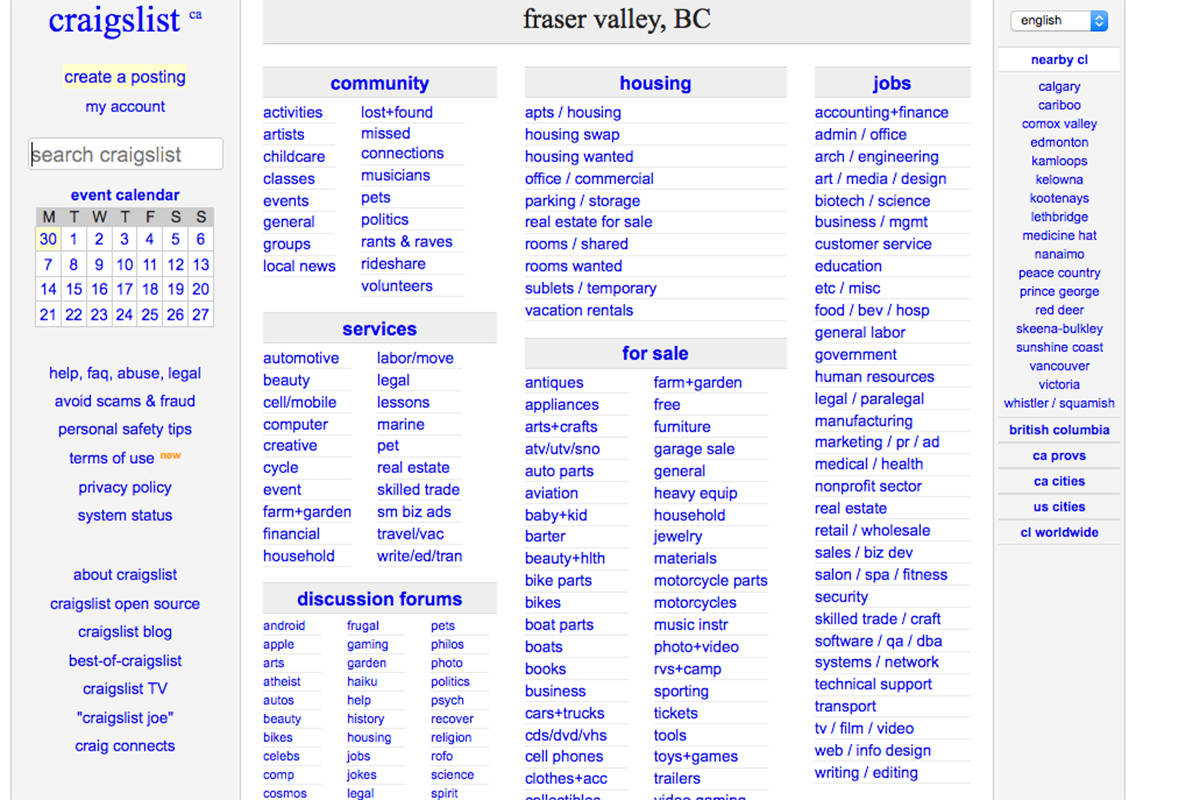 craigslist ca
create a posting
my account
search craigslist
event calendar
M T W T F S S
30 1 2 3 4 5 6
7 8 9 10 11 12 13
14 15 16 17 18 19 20
21 22 23 24 25 26 27
help, faq, abuse, legal
avoid scams & fraud
personal safety tips
terms of use new
privacy policy
system status
about craigslist
craigslist open source
craigslist blog
best-of-craigslist
craigslist TV
"craigslist joe"
craig connects
fraser valley, BC
community
activities
artists
childcare
classes
events
general
groups
local news
lost+found
missed
connections
musicians
pets
politics
rants & raves
rideshare
volunteers
services
automotive
beauty
cell/mobile
computer
creative
cycle
event
farm+garden
financial
household
labor/move
legal
lessons
marine
pet
real estate
skilled trade
sm biz ads
travel/vac
write/ed/tran
discussion forums
android
apple
arts
atheist
autos
beauty
bikes
celebs
comp
cosmos
frugal
gaming
garden
haiku
help
history
housing
jobs
jokes
legal
pets
philos
photo
politics
psych
recover
religion
rofo
science
spirit
housing
apts / housing
housing swap
housing wanted
office / commercial
parking / storage
real estate for sale
rooms / shared
rooms wanted
sublets / temporary
vacation rentals
for sale
antiques
appliances
arts+crafts
atv/utv/sno
auto parts
aviation
baby+kid
barter
beauty+hlth
bike parts
bikes
boat parts
boats
books
business
cars+trucks
cds/dvd/vhs
cell phones
clothes+acc
collectibles
farm+garden
free
furniture
garage sale
general
heavy equip
household
jewelry
materials
motorcycle parts
motorcycles
music instr
photo+video
rvs+camp
sporting
tickets
tools
toys+games
trailers
video gaming
jobs
accounting+finance
admin / office
arch / engineering
art / media / design
biotech / science
business / mgmt
customer service
education
etc / misc
food / bev / hosp
general labor
government
human resources
legal / paralegal
manufacturing
marketing / pr / ad
medical / health
nonprofit sector
real estate
retail / wholesale
sales / biz dev
salon / spa / fitness
security
skilled trade / craft
software / qa / dba
systems / network
technical support
transport
tv / film / video
web / info design
writing / editing
english
nearby cl
calgary
cariboo
comox valley
edmonton
kamloops
kelowna
kootenays
lethbridge
medicine hat
nanaimo
peace country
prince george
red deer
skeena-bulkley
sunshine coast
vancouver
victoria
whistler / squamish
british columbia
ca provs
ca cities
us cities
cl worldwide